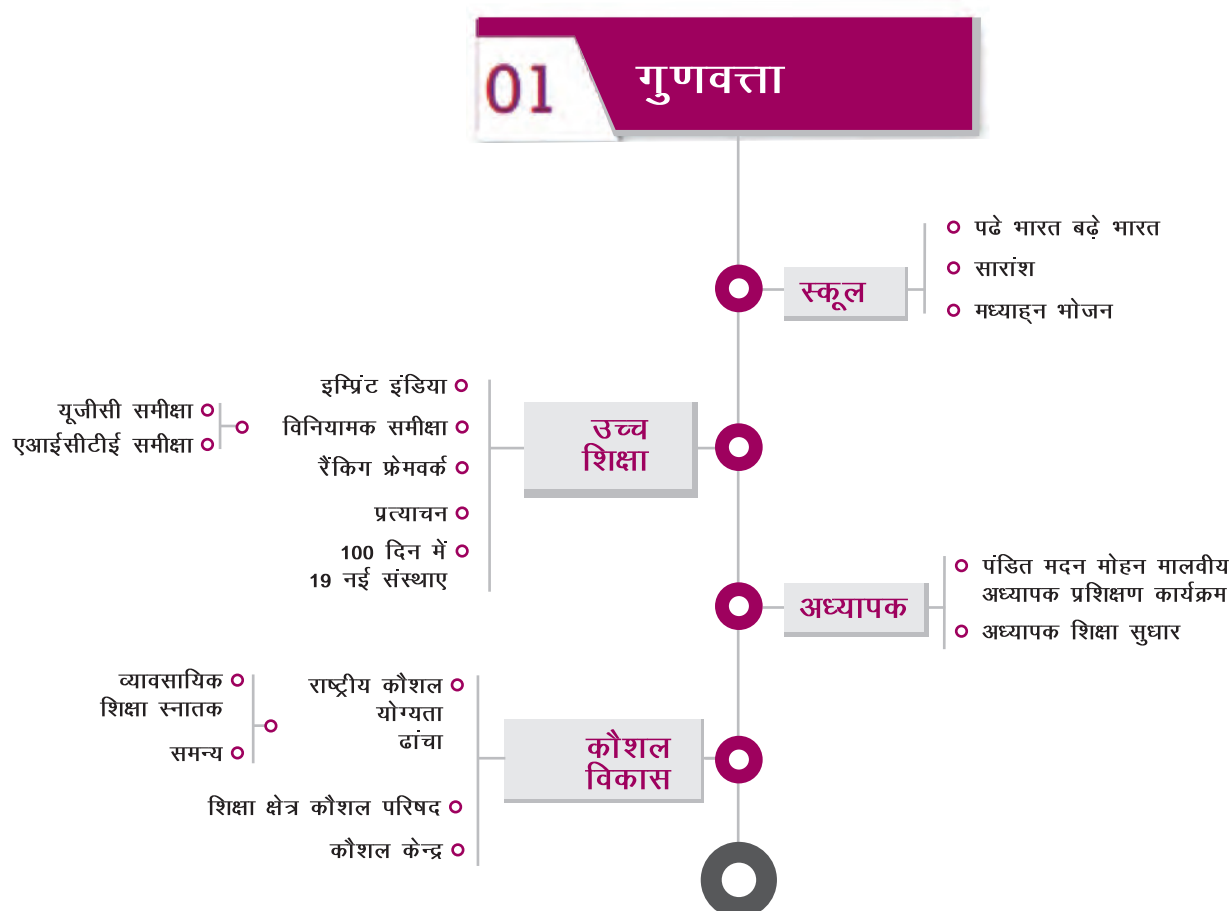 01
गुणवत्ता
स्कूल
पढे भारत बढ़े भारत
सारांश
मध्याह्न भोजन
उच्च
शिक्षा
इम्प्रिंट इंडिया
विनियामक समीक्षा
रैंकिग फ्रेमवर्क
प्रत्याचन
100 दिन में
19 नई संस्थाए
यूजीसी समीक्षा
एआईसीटीई समीक्षा
अध्यापक
पंडित मदन मोहन मालवीय
अध्यापक प्रशिक्षण कार्यक्रम
अध्यापक शिक्षा सुधार
कौशल
विकास
राष्ट्रीय कौशल
योग्यता
ढांचा
शिक्षा क्षेत्र कौशल परिषद
कौशल केन्द्र
व्यावसायिक
शिक्षा स्नातक
समन्य